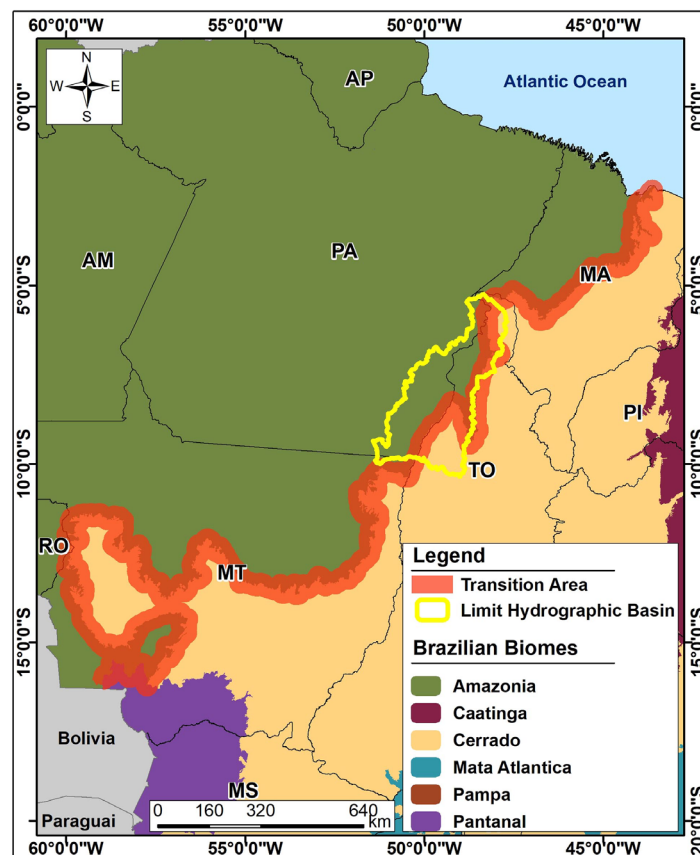 60°0'0"W 55°0'0"W 50°0'0"W 45°0'0"W
N
W E
S
AP
Atlantic Ocean
0°0'0"
0°0'0"
AM
PA
MA
5°0'0"S
5°0'0"S
PI
TO
10°0'0"S
10°0'0"S
RO
MT
Legend
Transition Area
Limit Hydrographic Basin
Brazilian Biomes
Amazonia
Caatinga
Cerrado
Mata Atlantica
Pampa
Pantanal
15°0'0"S
15°0'0"S
Bolivia
MS
Paraguai
0 160 320 640
km
60°0'0"W 55°0'0"W 50°0'0"W 45°0'0"W